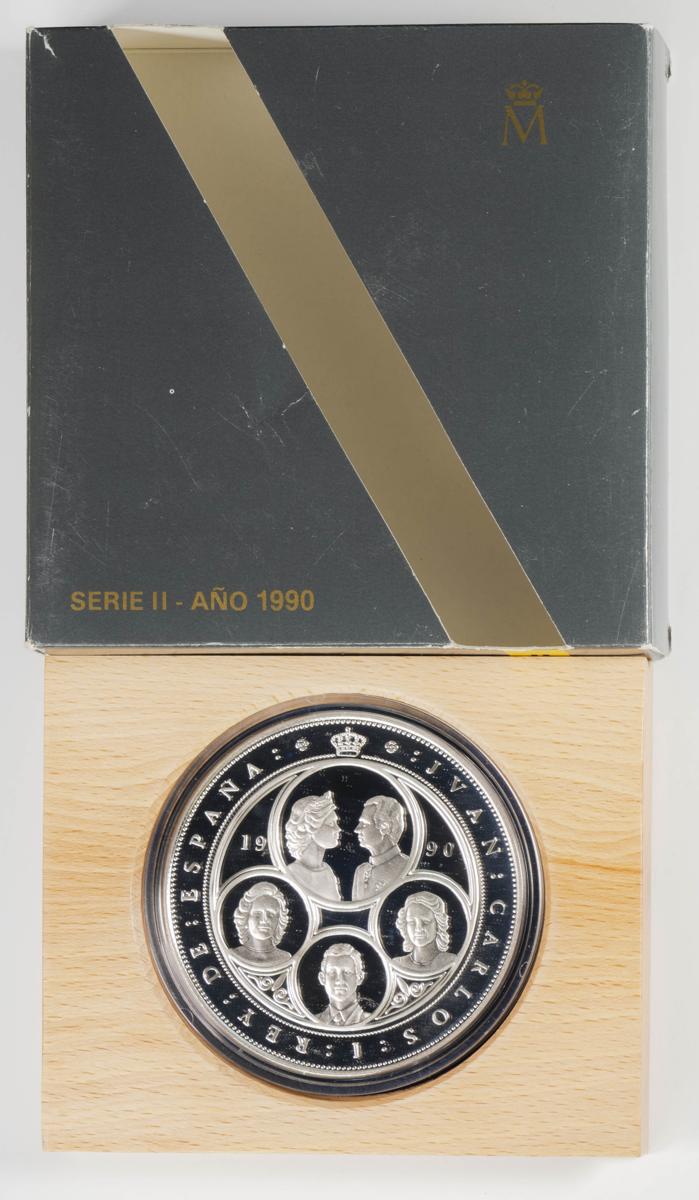 M
SERIE II - AÑO 1990
: IVAN : CARLOS : I : REY : DE : ESPAÑA :
19 90